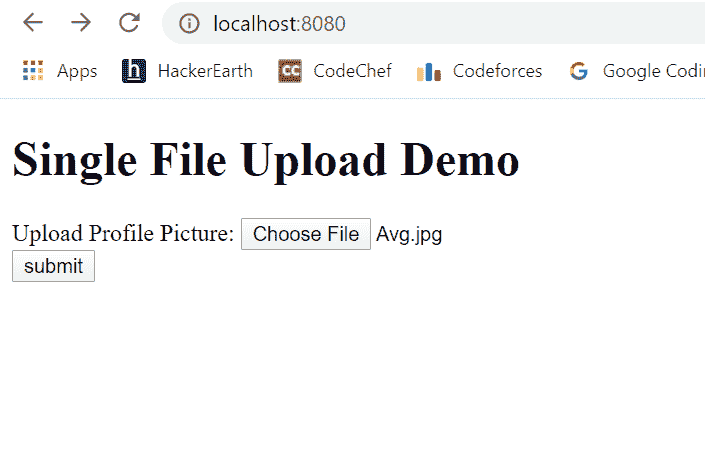 localhost:8080
Apps HackerEarth CC CodeChef Codeforces G Google Codin
Single File Upload Demo
Upload Profile Picture: Choose File Avg.jpg
submit